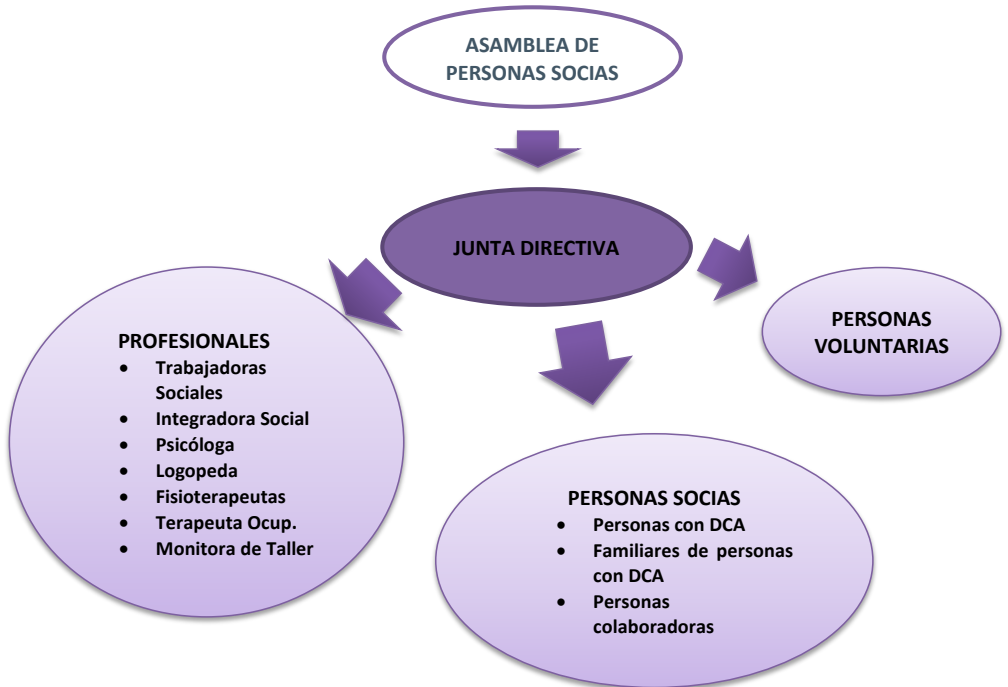 ASAMBLEA DE
PERSONAS SOCIAS
JUNTA DIRECTIVA
PROFESIONALES
• Trabajadoras
Sociales
• Integradora Social
• Psicóloga
• Logopeda
• Fisioterapeutas
• Terapeuta Ocup.
• Monitora de Taller
PERSONAS SOCIAS
• Personas con DCA
• Familiares de personas
con DCA
• Personas
colaboradoras
PERSONAS
VOLUNTARIAS